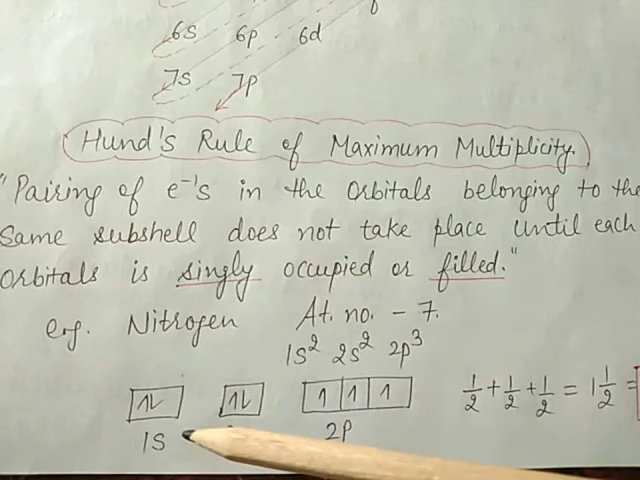 6s 6p 6d
7s 7p
Hund's Rule of Maximum Multiplicity.
"Pairing of e⁻'s in the orbitals belonging to the
Same subshell does not take place until each
orbitals is singly occupied or filled."
e.g. Nitrogen At. no. - 7.
1s² 2s² 2p³
1L 1L 1 1 1 1/2 + 1/2 + 1/2 = 1 1/2 =
1S 2P